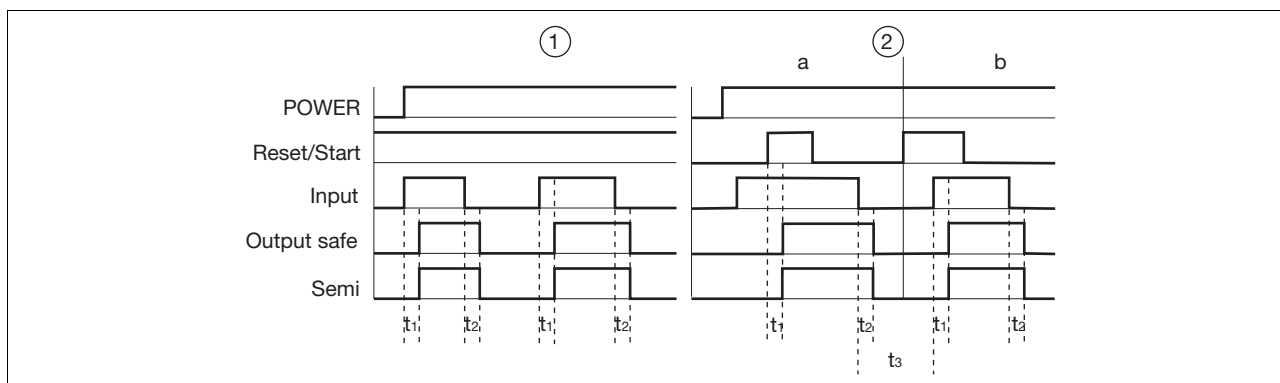 ① ②
a b
POWER
Reset/Start
Input
Output safe
Semi
t₁ t₂ t₁ t₂ t₁ t₂ t₁ t₂
t₃